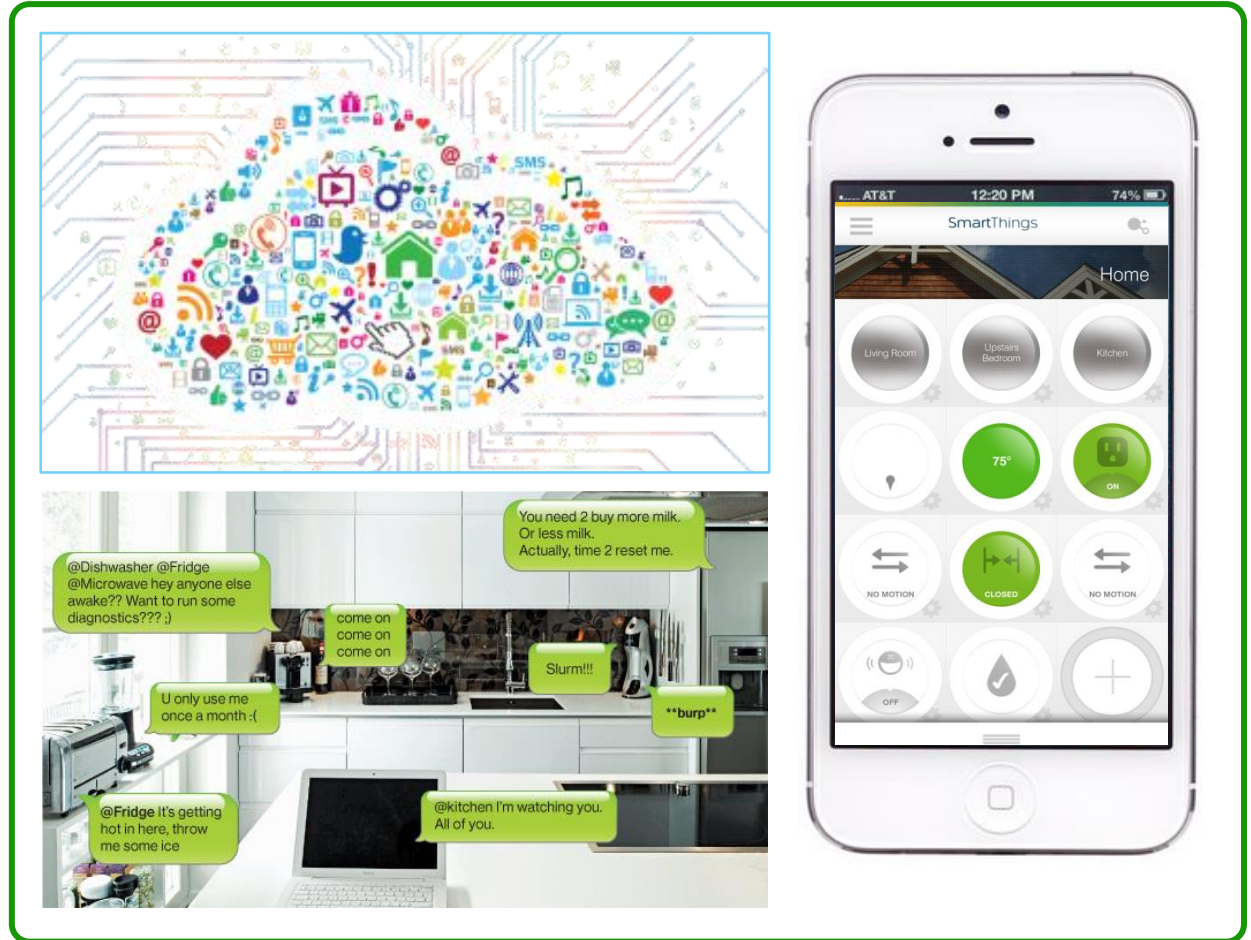 SMS
SMS
@
@
@
@
SMS
AT&T
12:20 PM
74%
SmartThings
Home
Living Room
Upstairs
Bedroom
Kitchen
75°
ON
NO MOTION
CLOSED
NO MOTION
OFF
You need 2 buy more milk.
Or less milk.
Actually, time 2 reset me.
@Dishwasher @Fridge
@Microwave hey anyone else
awake?? Want to run some
diagnostics??? ;)
come on
come on
come on
Slurm!!!
U only use me
once a month :(
**burp**
@Fridge It's getting
hot in here, throw
me some ice
@kitchen I'm watching you.
All of you.